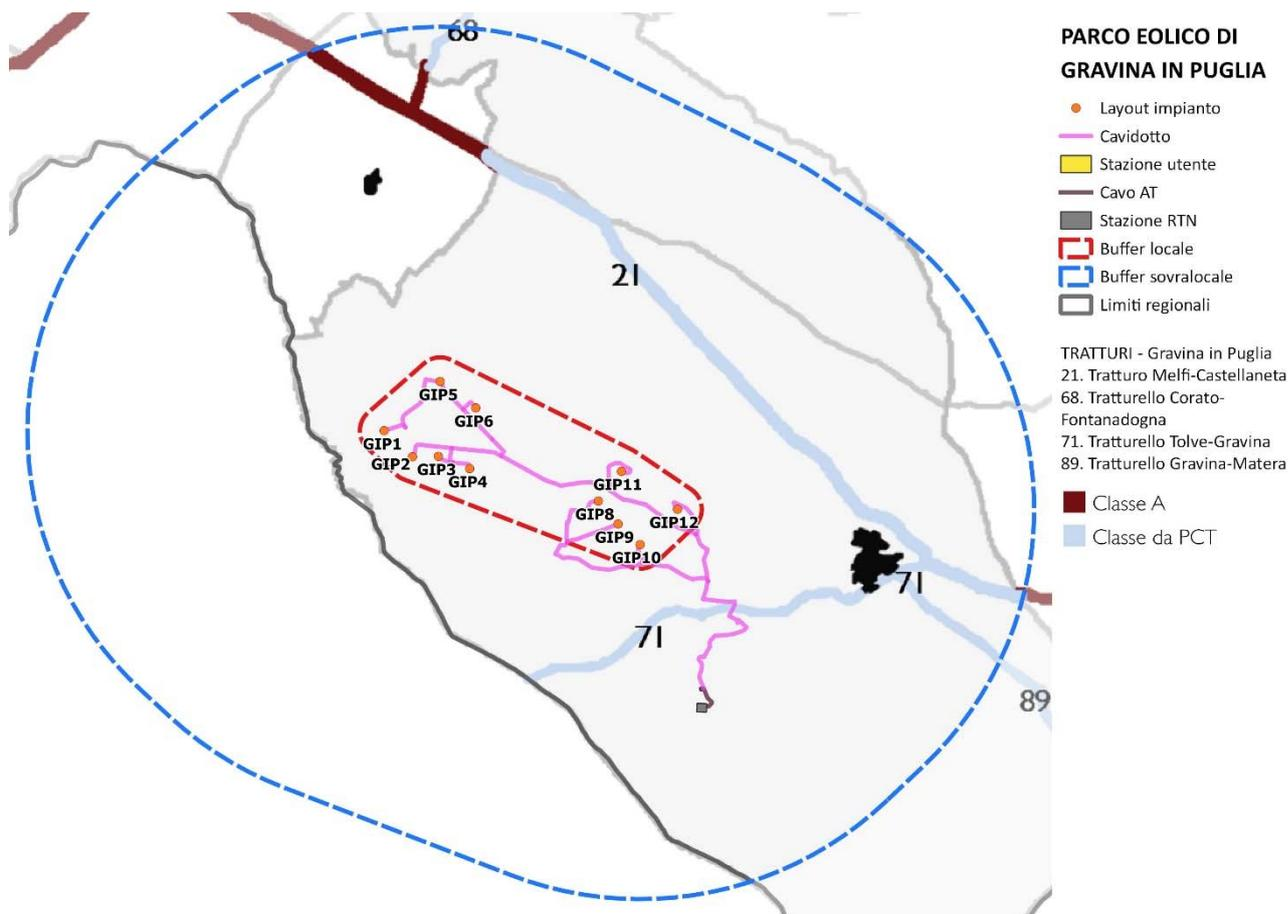 68
21
GIP5
GIP6
GIP1
GIP2
GIP3
GIP4
GIP11
GIP8
GIP12
GIP9
GIP10
71
71
89
PARCO EOLICO DI
GRAVINA IN PUGLIA
Layout impianto
Cavidotto
Stazione utente
Cavo AT
Stazione RTN
Buffer locale
Buffer sovralocale
Limiti regionali
TRATTURI - Gravina in Puglia
21. Tratturo Melfi-Castellaneta
68. Tratturello Corato-
Fontanadogna
71. Tratturello Tolve-Gravina
89. Tratturello Gravina-Matera
Classe A
Classe da PCT